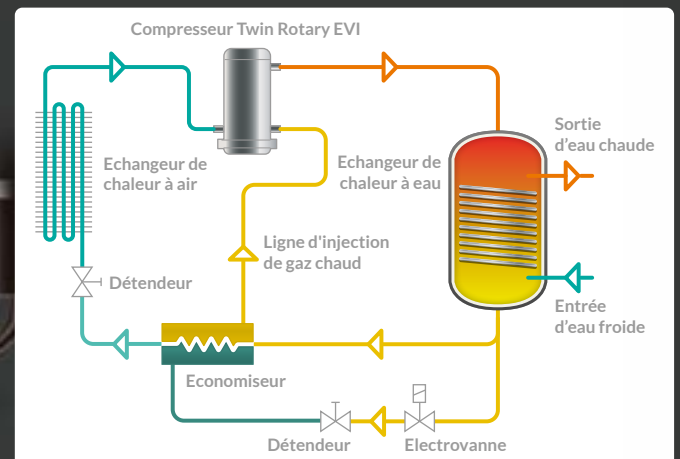 Compresseur Twin Rotary EVI
Sortie
d'eau chaude
Echangeur de
chaleur à air
Echangeur de
chaleur à eau
Ligne d'injection
de gaz chaud
Détendeur
Entrée
d'eau froide
Economiseur
Détendeur
Electrovanne